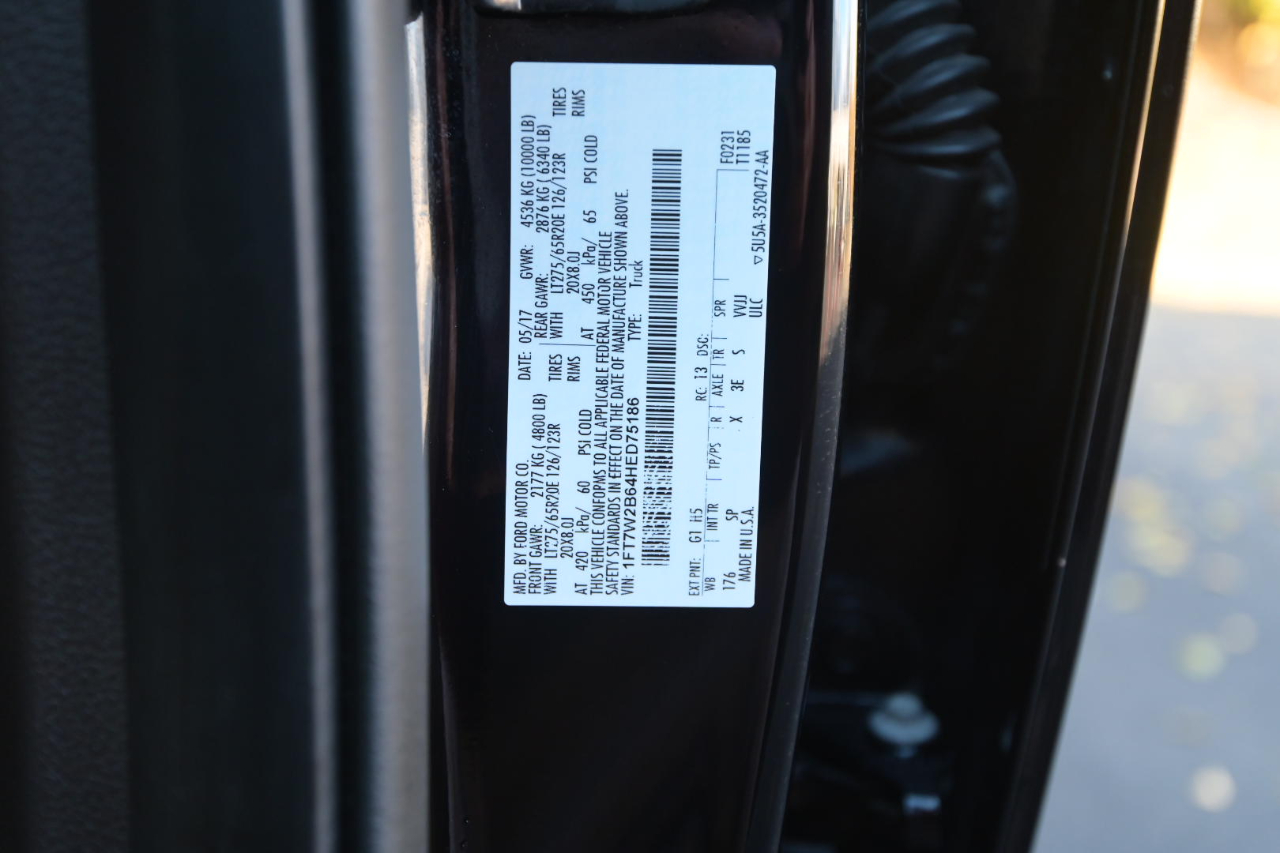 MFD. BY FORD MOTOR CO.
DATE: 05/17 GVWR: 4536 KG (10000 LB)
FRONT GAWR: 2177 KG ( 4800 LB) REAR GAWR: 2876 KG ( 6340 LB)
WITH LT275/65R20E 126/123R TIRES WITH LT275/65R20E 126/123R TIRES
20X8.0J RIMS 20X8.0J RIMS
AT 420 kPa/ 60 PSI COLD AT 450 kPa/ 65 PSI COLD
THIS VEHICLE CONFORMS TO ALL APPLICABLE FEDERAL MOTOR VEHICLE
SAFETY STANDARDS IN EFFECT ON THE DATE OF MANUFACTURE SHOWN ABOVE.
VIN: 1FT7W2B64HED75186 TYPE: Truck
EXT PNT: G1 H5 RC: 13 DSC:
WB INT TR TP/PS R AXLE TR SPR F0231
176 SP X 3E S VVJJ T1185
MADE IN U.S.A. ULC ▽5U5A-3520472-AA